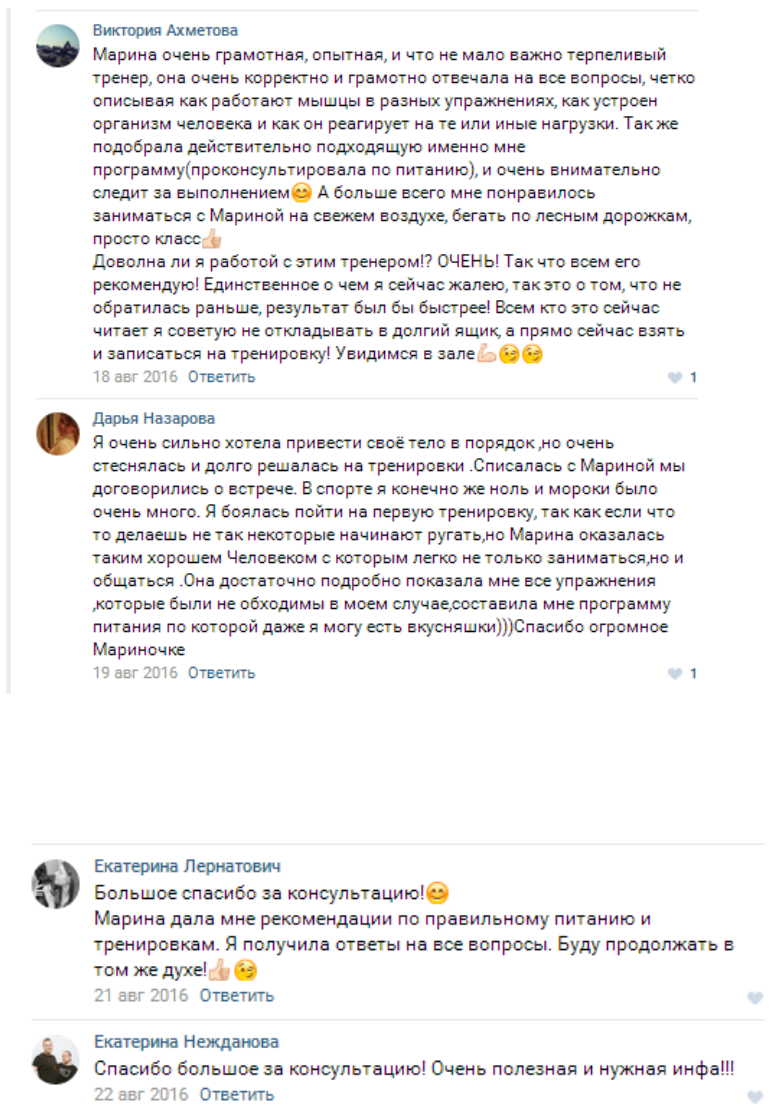 Виктория Ахметова
Марина очень грамотная, опытная, и что не мало важно терпеливый
тренер, она очень корректно и грамотно отвечала на все вопросы, четко
описывая как работают мышцы в разных упражнениях, как устроен
организм человека и как он реагирует на те или иные нагрузки. Так же
подобрала действительно подходящую именно мне
программу(проконсультировала по питанию), и очень внимательно
следит за выполнением😊 А больше всего мне понравилось
заниматься с Мариной на свежем воздухе, бегать по лесным дорожкам,
просто класс👍
Доволна ли я работой с этим тренером!? ОЧЕНЬ! Так что всем его
рекомендую! Единственное о чем я сейчас жалею, так это о том, что не
обратилась раньше, результат был бы быстрее! Всем кто это сейчас
читает я советую не откладывать в долгий ящик, а прямо сейчас взять
и записаться на тренировку! Увидимся в зале💪😉😉
18 авг 2016 Ответить 1
Дарья Назарова
Я очень сильно хотела привести своё тело в порядок ,но очень
стеснялась и долго решалась на тренировки .Списалась с Мариной мы
договорились о встрече. В спорте я конечно же ноль и мороки было
очень много. Я боялась пойти на первую тренировку, так как если что
то делаешь не так некоторые начинают ругать,но Марина оказалась
таким хорошем Человеком с которым легко не только заниматься,но и
общаться .Она достаточно подробно показала мне все упражнения
,которые были не обходимы в моем случае,составила мне программу
питания по которой даже я могу есть вкусняшки)))Спасибо огромное
Мариночке
19 авг 2016 Ответить 1
Екатерина Лернатович
Большое спасибо за консультацию!😊
Марина дала мне рекомендации по правильному питанию и
тренировкам. Я получила ответы на все вопросы. Буду продолжать в
том же духе!👍😉
21 авг 2016 Ответить
Екатерина Нежданова
Спасибо большое за консультацию! Очень полезная и нужная инфа!!!
22 авг 2016 Ответить